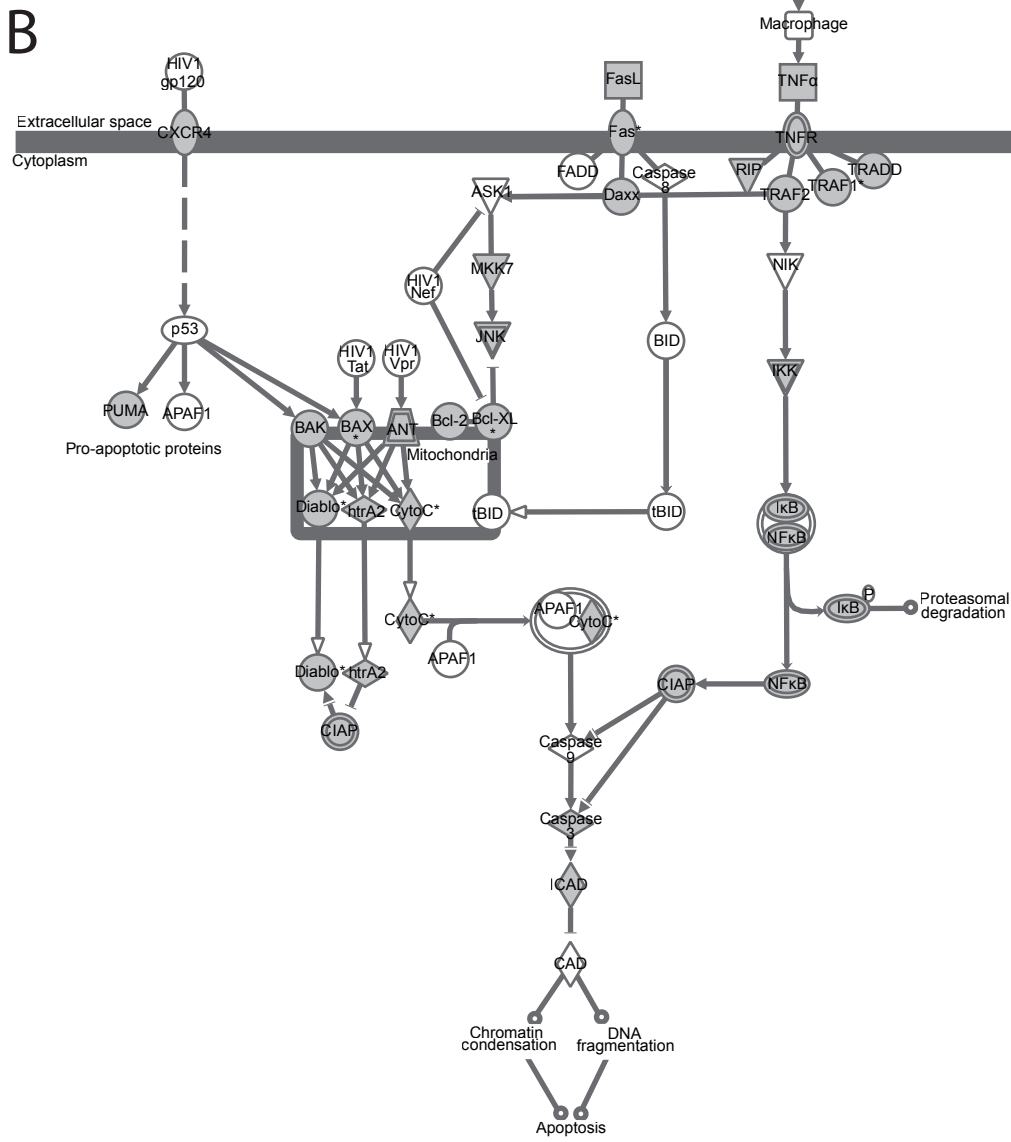 B
Macrophage
HIV1
gp120
FasL
TNFα
Extracellular space
CXCR4
Fas*
TNFR
Cytoplasm
FADD
Caspase
8
RIP
TRADD
ASK1
Daxx
TRAF2
TRAF1*
HIV1
Nef
MKK7
NIK
p53
JNK
BID
HIV1
Tat
HIV1
Vpr
IKK
PUMA
APAF1
BAK
BAX
*
ANT
Bcl-2
Bcl-XL
*
Pro-apoptotic proteins
Mitochondria
Diablo*
htrA2
CytoC*
tBID
tBID
IκB
NFκB
P
IκB
Proteasomal
degradation
CytoC*
APAF1
CytoC*
APAF1
Diablo*
htrA2
CIAP
NFκB
CIAP
Caspase
9
Caspase
3
ICAD
CAD
Chromatin
condensation
DNA
fragmentation
Apoptosis